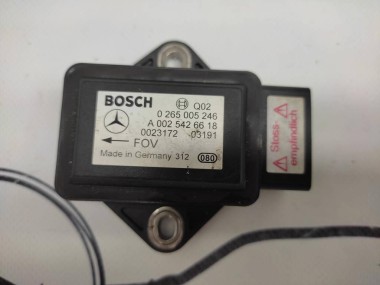 BOSCH Q02
0 265 005 246
A 002 542 66 18
0023172 03191
FOV
Made in Germany 312 080
Stoss-
empfindlich